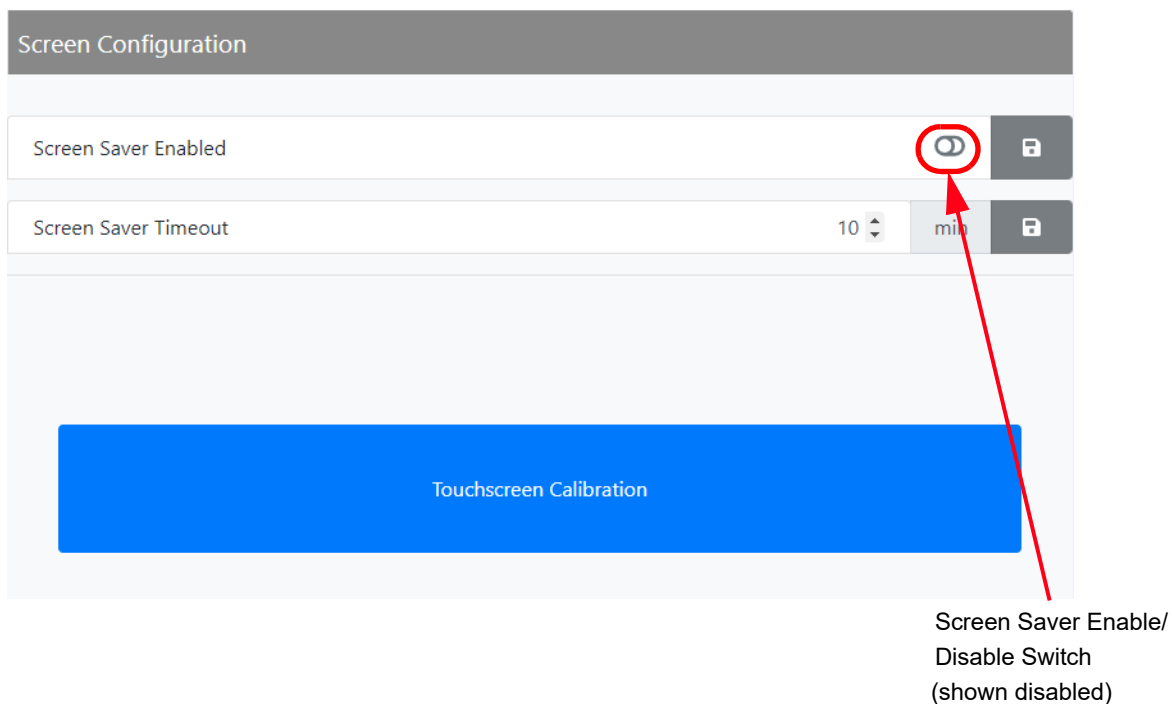 Screen Configuration
Screen Saver Enabled
Screen Saver Timeout 10 min
Touchscreen Calibration
Screen Saver Enable/
Disable Switch
(shown disabled)